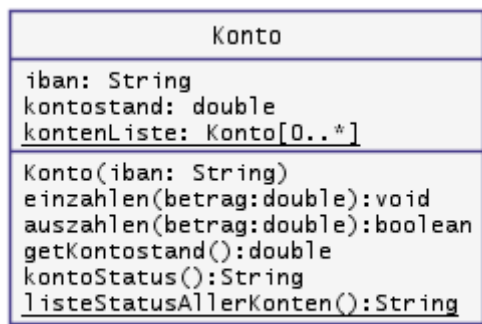 Konto
iban: String
kontostand: double
kontenListe: Konto[0..*]
Konto(iban: String)
einzahlen(betrag:double):void
auszahlen(betrag:double):boolean
getKontostand():double
kontoStatus():String
listeStatusAllerKonten():String